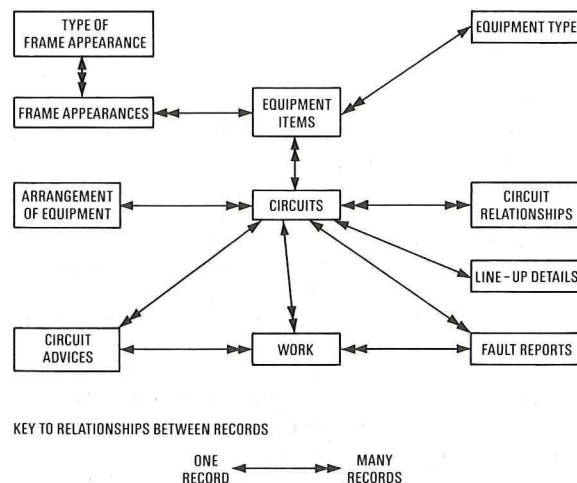 TYPE OF
FRAME APPEARANCE
EQUIPMENT TYPE
FRAME APPEARANCES
EQUIPMENT
ITEMS
ARRANGEMENT
OF EQUIPMENT
CIRCUITS
CIRCUIT
RELATIONSHIPS
LINE-UP DETAILS
CIRCUIT
ADVICES
WORK
FAULT REPORTS
KEY TO RELATIONSHIPS BETWEEN RECORDS
ONE
RECORD
MANY
RECORDS